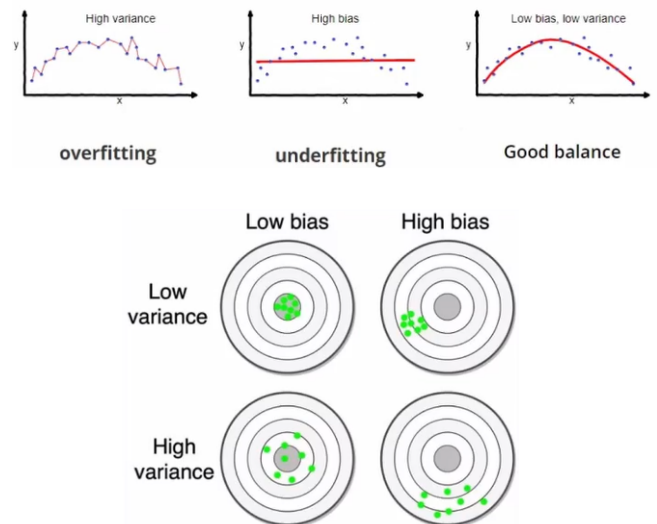 High variance
y
x
overfitting
High bias
y
x
underfitting
Low bias, low variance
y
x
Good balance
Low bias
High bias
Low
variance
High
variance